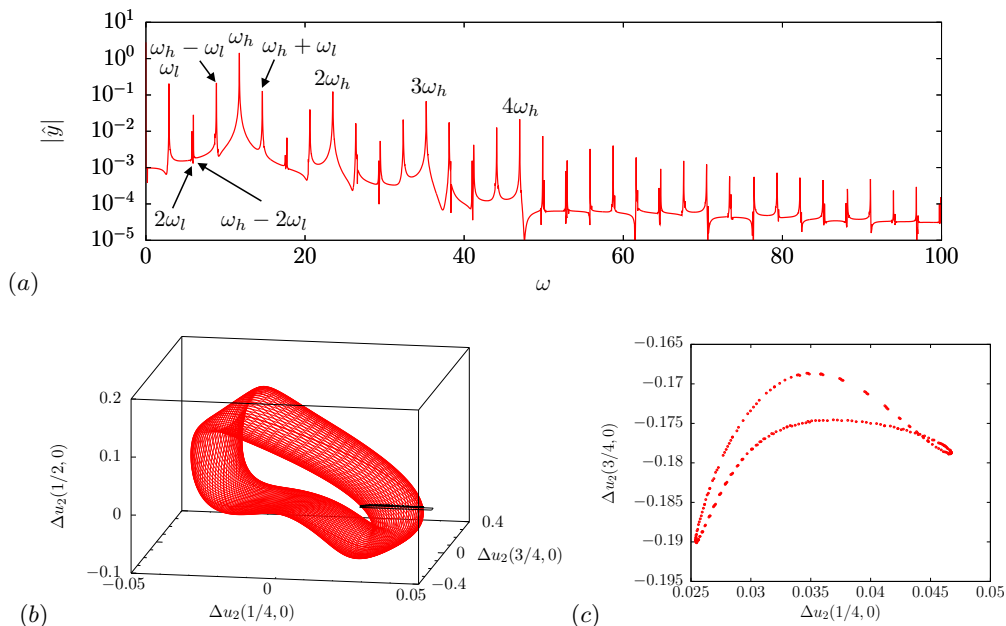 10^1
10^0
10^{-1}
10^{-2}
10^{-3}
10^{-4}
10^{-5}
|ŷ|
ω_l
ω_h − ω_l
ω_h
ω_h + ω_l
2ω_h
3ω_h
4ω_h
2ω_l
ω_h − 2ω_l
0 20 40 60 80 100
ω
(a)
0.2
0.1
0
−0.1
Δu_2(1/2, 0)
−0.05 0 0.05
Δu_2(1/4, 0)
0.4
0
−0.4
Δu_2(3/4, 0)
(b)
−0.165
−0.17
−0.175
−0.18
−0.185
−0.19
−0.195
Δu_2(3/4, 0)
0.025 0.03 0.035 0.04 0.045 0.05
Δu_2(1/4, 0)
(c)